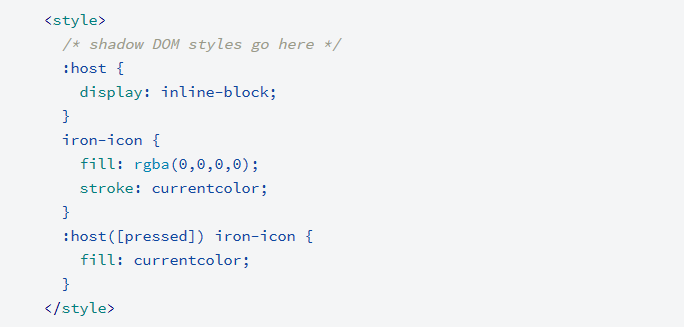 <style>
  /* shadow DOM styles go here */
  :host {
    display: inline-block;
  }
  iron-icon {
    fill: rgba(0,0,0,0);
    stroke: currentcolor;
  }
  :host([pressed]) iron-icon {
    fill: currentcolor;
  }
</style>